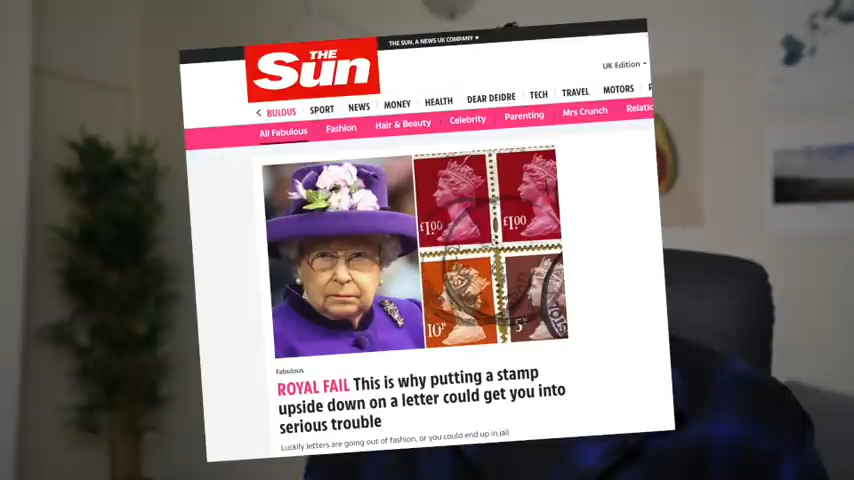 THE SUN, A NEWS UK COMPANY ▾
THE
Sun
UK Edition
< BULOUS SPORT NEWS MONEY HEALTH DEAR DEIDRE TECH TRAVEL MOTORS
All Fabulous Fashion Hair & Beauty Celebrity Parenting Mrs Crunch Relatio
£1.00 £1.00
10P 5P
Fabulous
ROYAL FAIL This is why putting a stamp
upside down on a letter could get you into
serious trouble
Luckily letters are going out of fashion, or you could end up in jail